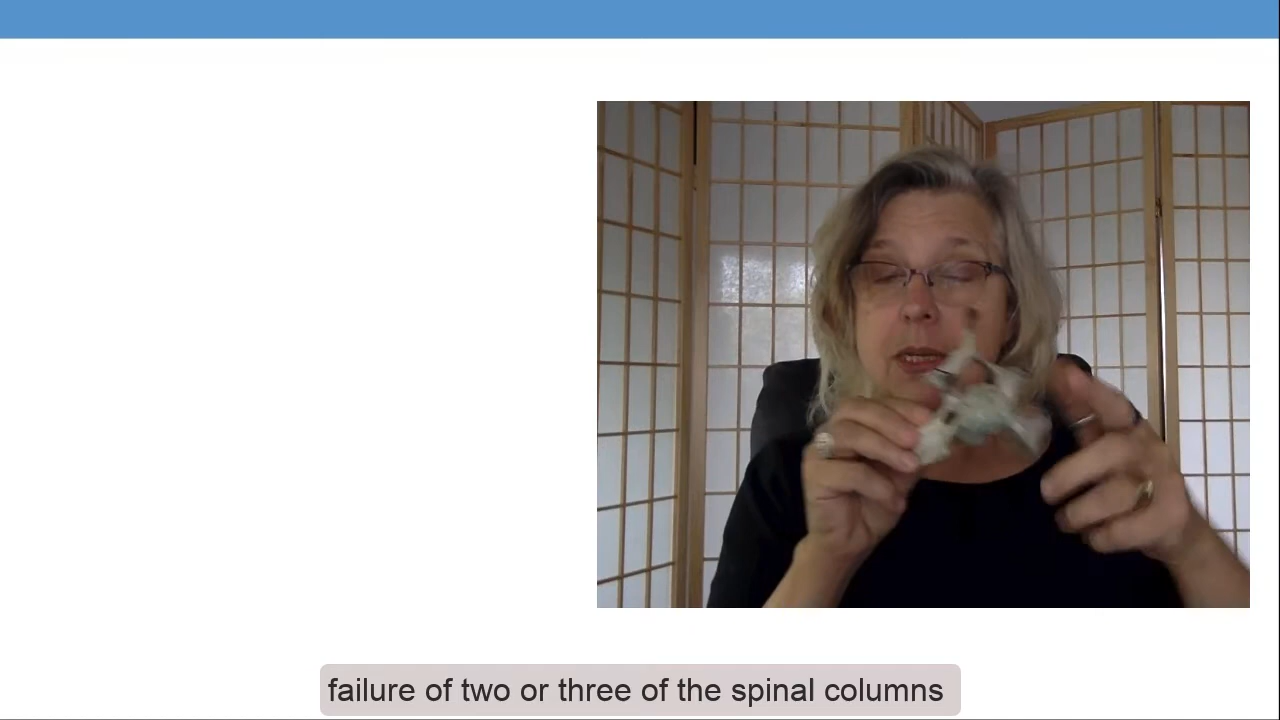 failure of two or three of the spinal columns